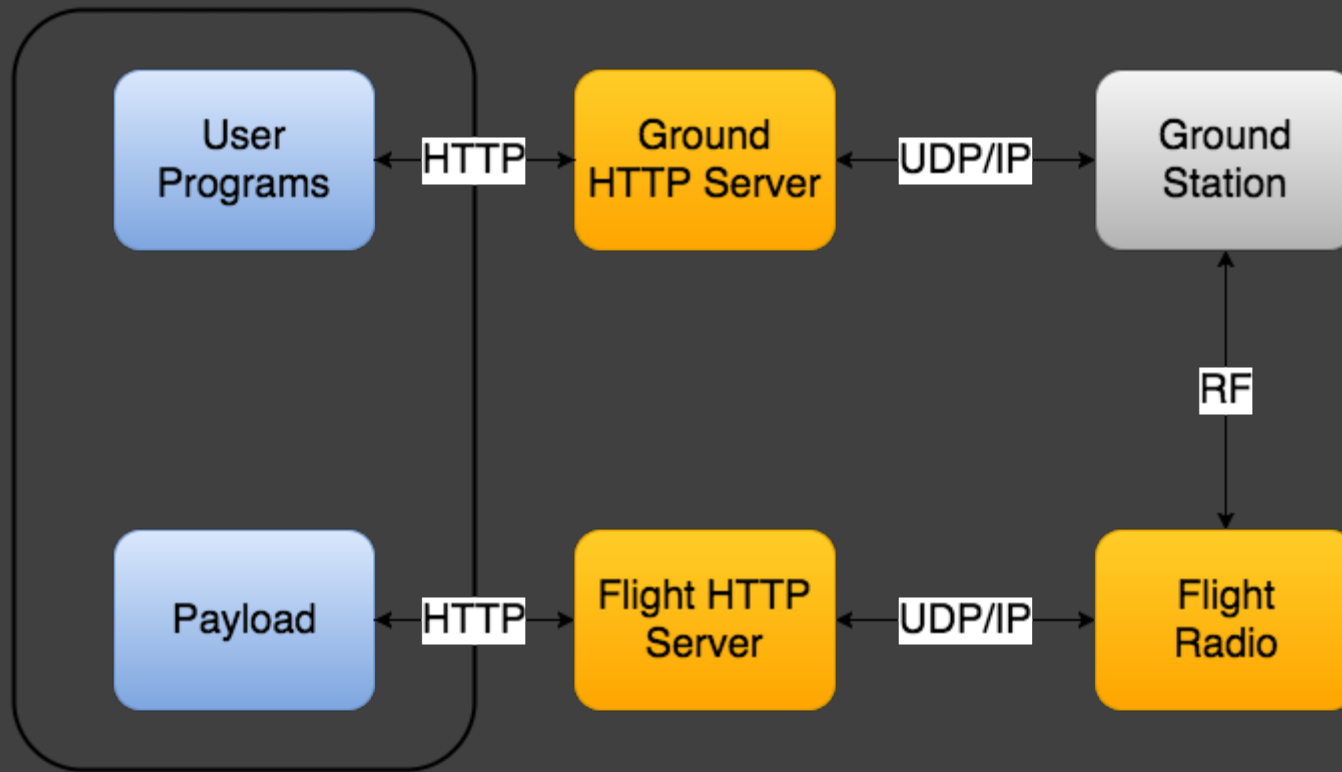 User
Programs
HTTP
Ground
HTTP Server
UDP/IP
Ground
Station
RF
Payload
HTTP
Flight HTTP
Server
UDP/IP
Flight
Radio